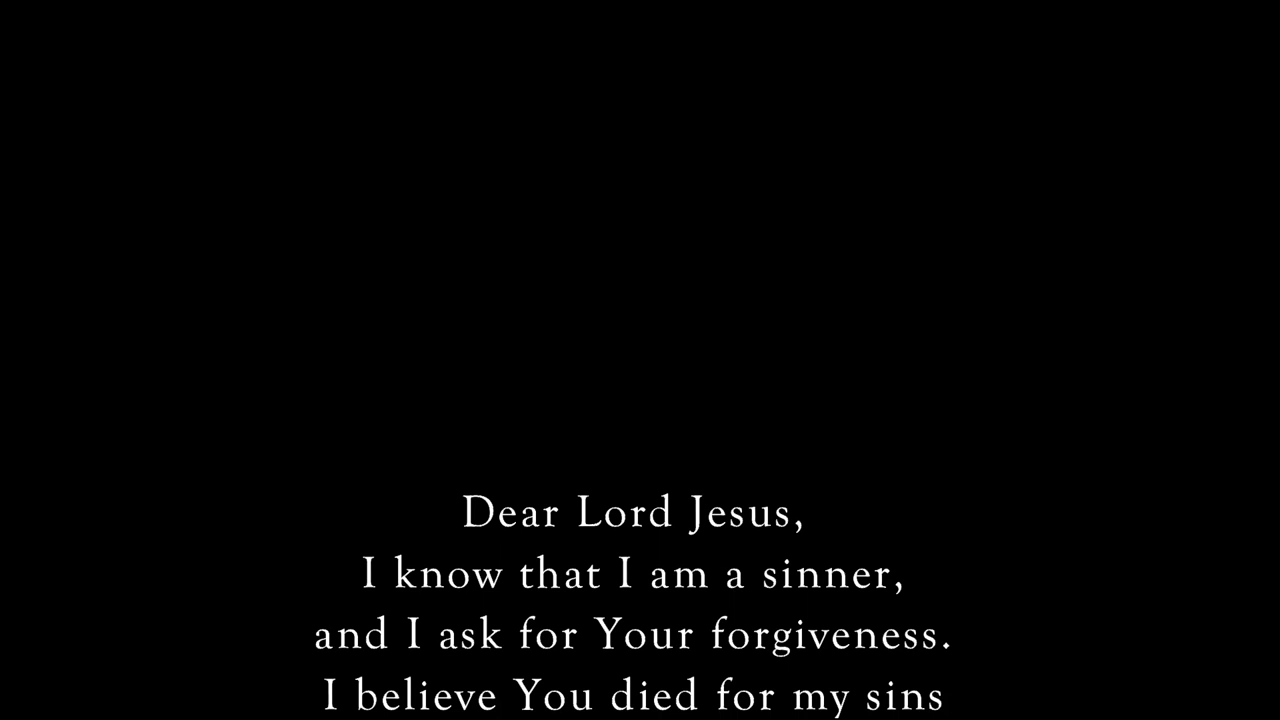 Dear Lord Jesus,
I know that I am a sinner,
and I ask for Your forgiveness.
I believe You died for my sins